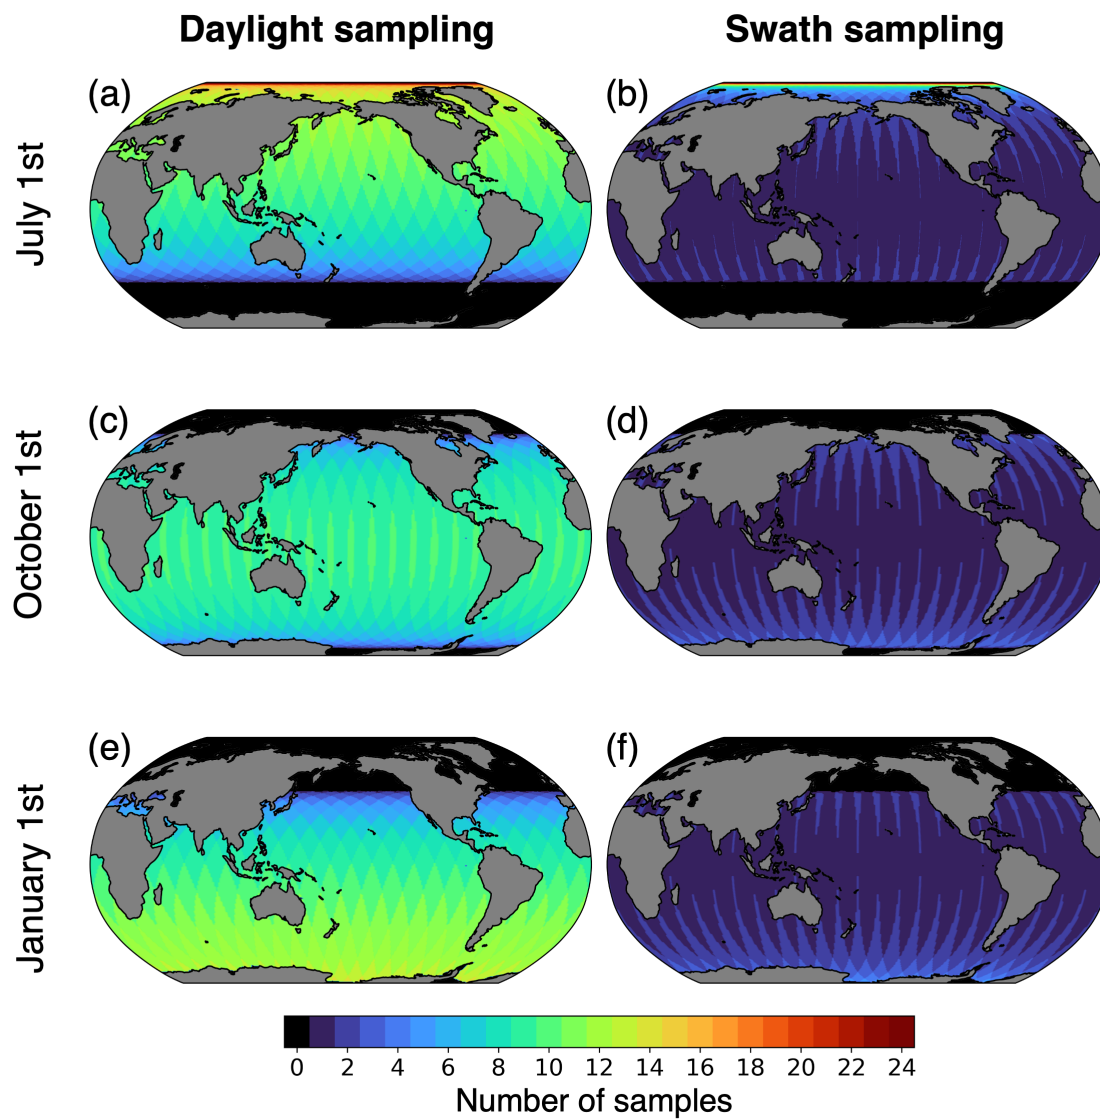 Daylight sampling Swath sampling
(a) (b)
July 1st
(c) (d)
October 1st
(e) (f)
January 1st
0 2 4 6 8 10 12 14 16 18 20 22 24
Number of samples